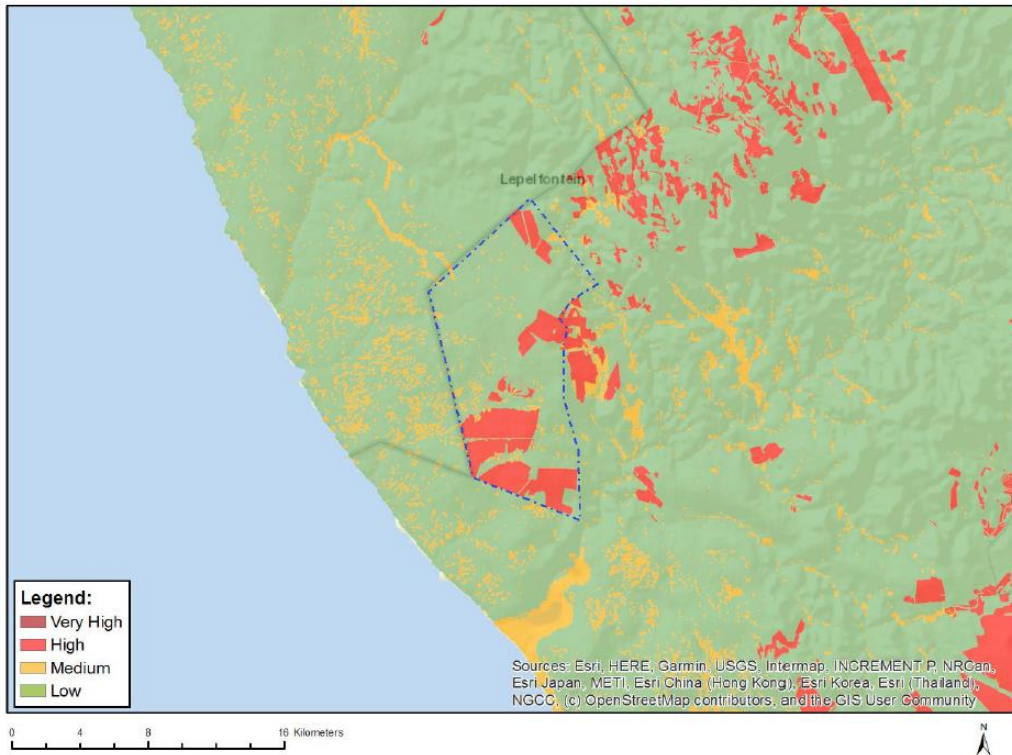 Lepelfontein
Legend:
Very High
High
Medium
Low
Sources: Esri, HERE, Garmin, USGS, Intermap, INCREMENT P, NRCan,
Esri Japan, METI, Esri China (Hong Kong), Esri Korea, Esri (Thailand),
NGCC, (c) OpenStreetMap contributors, and the GIS User Community
0 4 8 16 Kilometers
N